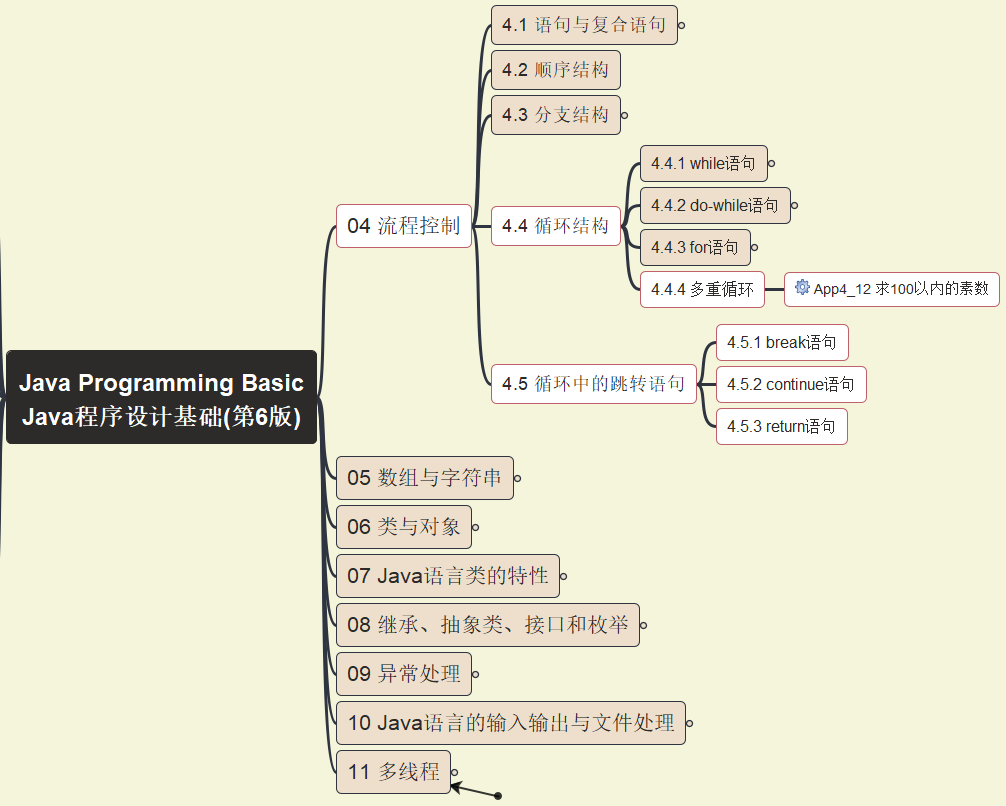 Java Programming Basic
Java程序设计基础(第6版)
04 流程控制
4.1 语句与复合语句
4.2 顺序结构
4.3 分支结构
4.4 循环结构
4.4.1 while语句
4.4.2 do-while语句
4.4.3 for语句
4.4.4 多重循环
App4_12 求100以内的素数
4.5 循环中的跳转语句
4.5.1 break语句
4.5.2 continue语句
4.5.3 return语句
05 数组与字符串
06 类与对象
07 Java语言类的特性
08 继承、抽象类、接口和枚举
09 异常处理
10 Java语言的输入输出与文件处理
11 多线程